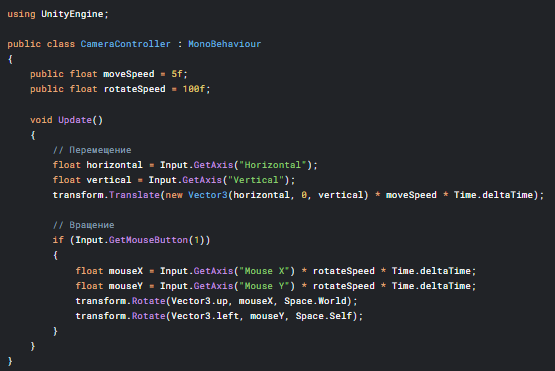 using UnityEngine;
public class CameraController : MonoBehaviour
{
public float moveSpeed = 5f;
public float rotateSpeed = 100f;
void Update()
{
// Перемещение
float horizontal = Input.GetAxis("Horizontal");
float vertical = Input.GetAxis("Vertical");
transform.Translate(new Vector3(horizontal, 0, vertical) * moveSpeed * Time.deltaTime);
// Вращение
if (Input.GetMouseButton(1))
{
float mouseX = Input.GetAxis("Mouse X") * rotateSpeed * Time.deltaTime;
float mouseY = Input.GetAxis("Mouse Y") * rotateSpeed * Time.deltaTime;
transform.Rotate(Vector3.up, mouseX, Space.World);
transform.Rotate(Vector3.left, mouseY, Space.Self);
}
}
}